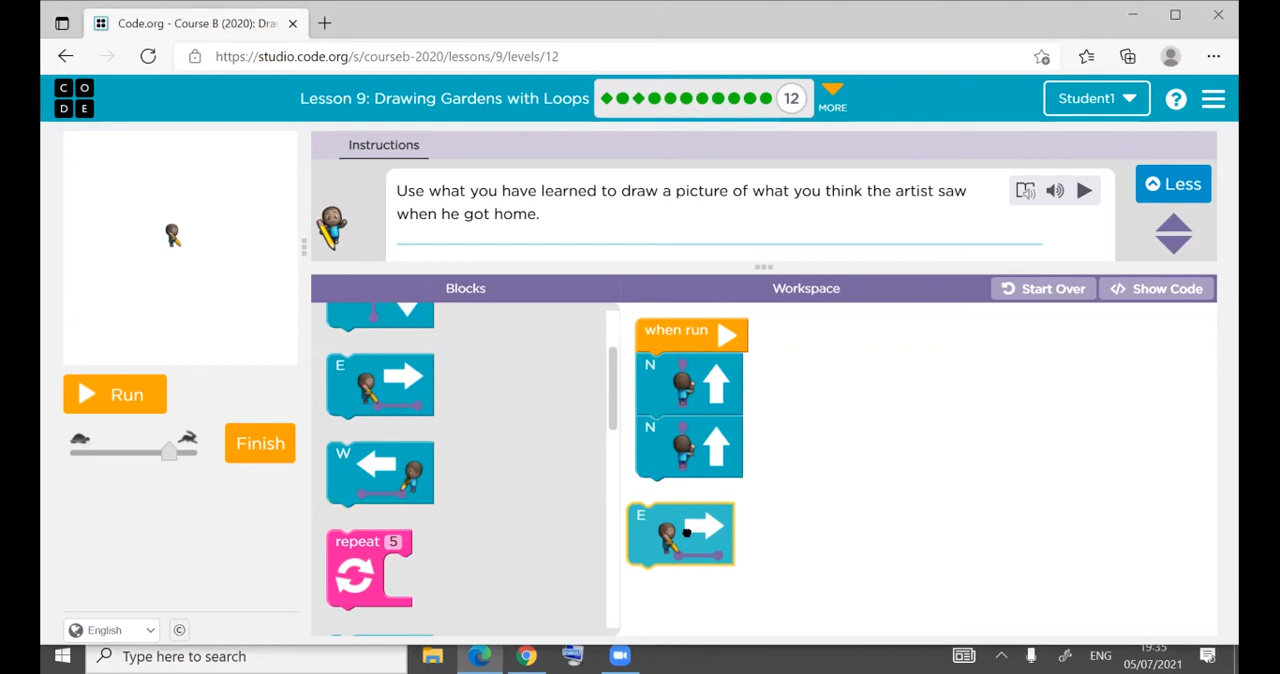 Code.org - Course B (2020): Dra
https://studio.code.org/s/courseb-2020/lessons/9/levels/12
C O
D E
Lesson 9: Drawing Gardens with Loops
12
MORE
Student1
?
Instructions
Use what you have learned to draw a picture of what you think the artist saw
when he got home.
Less
Blocks
Workspace
Start Over
Show Code
when run
N
N
E
E
W
repeat 5
Run
Finish
English
©
Type here to search
ENG
19:35
05/07/2021